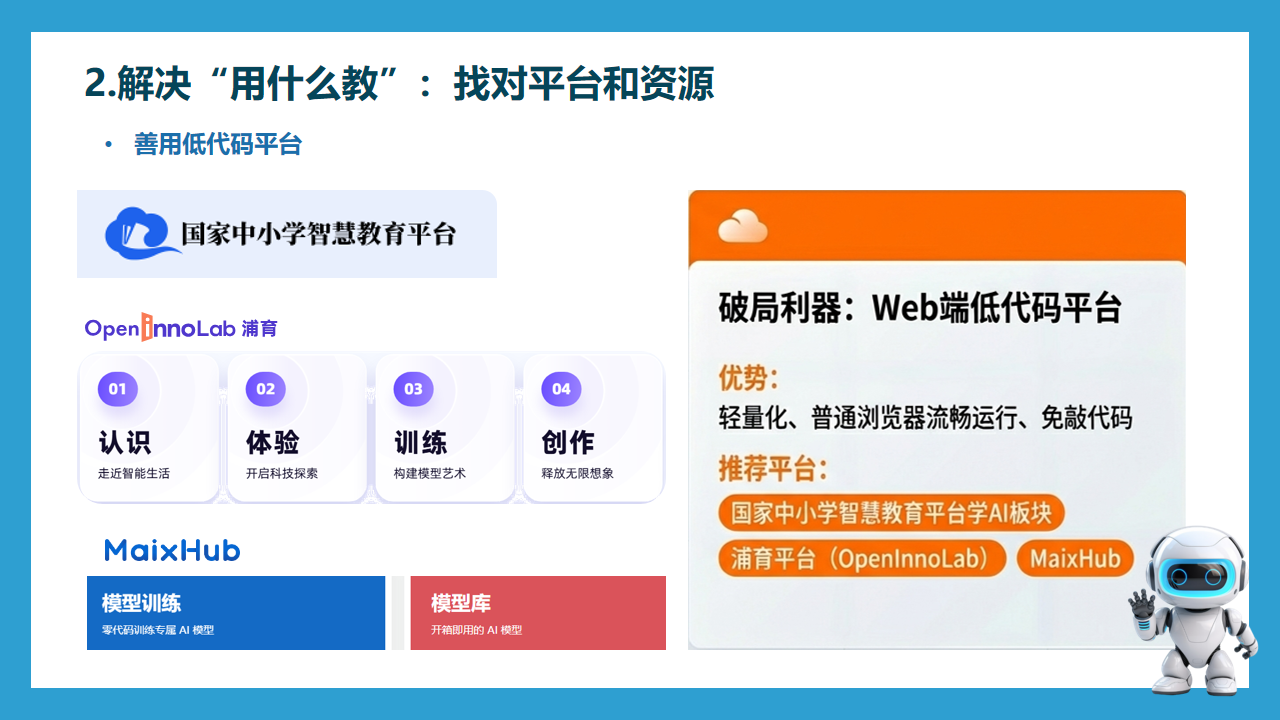 2.解决“用什么教”：找对平台和资源
• 善用低代码平台
国家中小学智慧教育平台
OpenInnoLab 浦育
01
认识
走近智能生活
02
体验
开启科技探索
03
训练
构建模型艺术
04
创作
释放无限想象
MaixHub
模型训练
零代码训练专属 AI 模型
模型库
开箱即用的 AI 模型
破局利器：Web端低代码平台
优势：
轻量化、普通浏览器流畅运行、免敲代码
推荐平台：
国家中小学智慧教育平台学AI板块
浦育平台（OpenInnoLab）
MaixHub